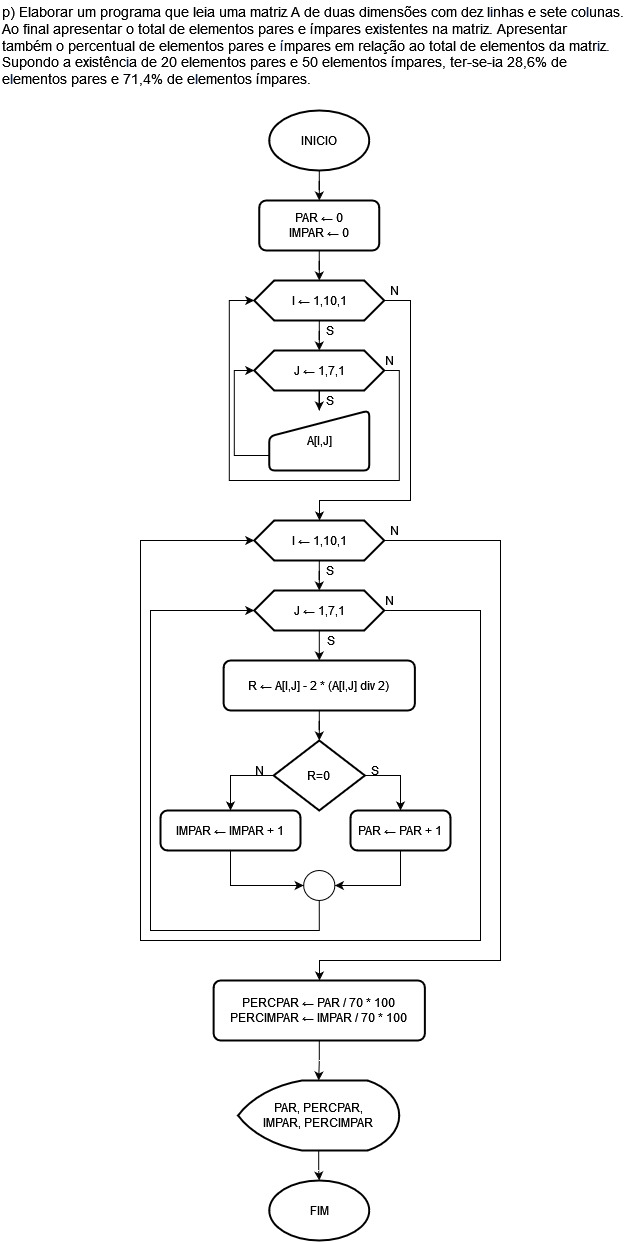 p) Elaborar um programa que leia uma matriz A de duas dimensões com dez linhas e sete colunas.
Ao final apresentar o total de elementos pares e ímpares existentes na matriz. Apresentar
também o percentual de elementos pares e ímpares em relação ao total de elementos da matriz.
Supondo a existência de 20 elementos pares e 50 elementos ímpares, ter-se-ia 28,6% de
elementos pares e 71,4% de elementos ímpares.
INICIO
PAR ← 0
IMPAR ← 0
I ← 1,10,1
N
S
J ← 1,7,1
N
S
A[I,J]
I ← 1,10,1
N
S
J ← 1,7,1
N
S
R ← A[I,J] - 2 * (A[I,J] div 2)
R=0
N
S
IMPAR ← IMPAR + 1
PAR ← PAR + 1
PERCPAR ← PAR / 70 * 100
PERCIMPAR ← IMPAR / 70 * 100
PAR, PERCPAR,
IMPAR, PERCIMPAR
FIM